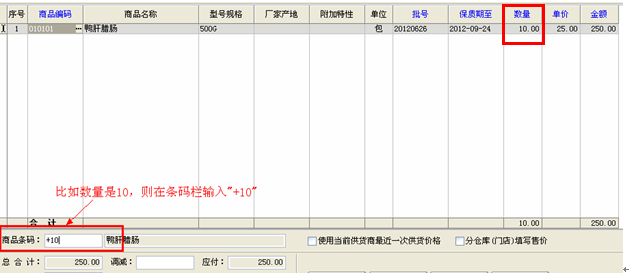 序号 商品编码 商品名称 型号规格 厂家产地 附加特性 单位 批号 保质期至 数量 单价 金额
1 010101 鸭肝腊肠 500G 包 20120626 2012-09-24 10.00 25.00 250.00
比如数量是10，则在条码栏输入"+10"
合 计 10.00 250.00
商品条码： +10 鸭肝腊肠 使用当前供货商最近一次供货价格 分仓库(门店)填写售价
总 合 计： 250.00 调减： 应付： 250.00